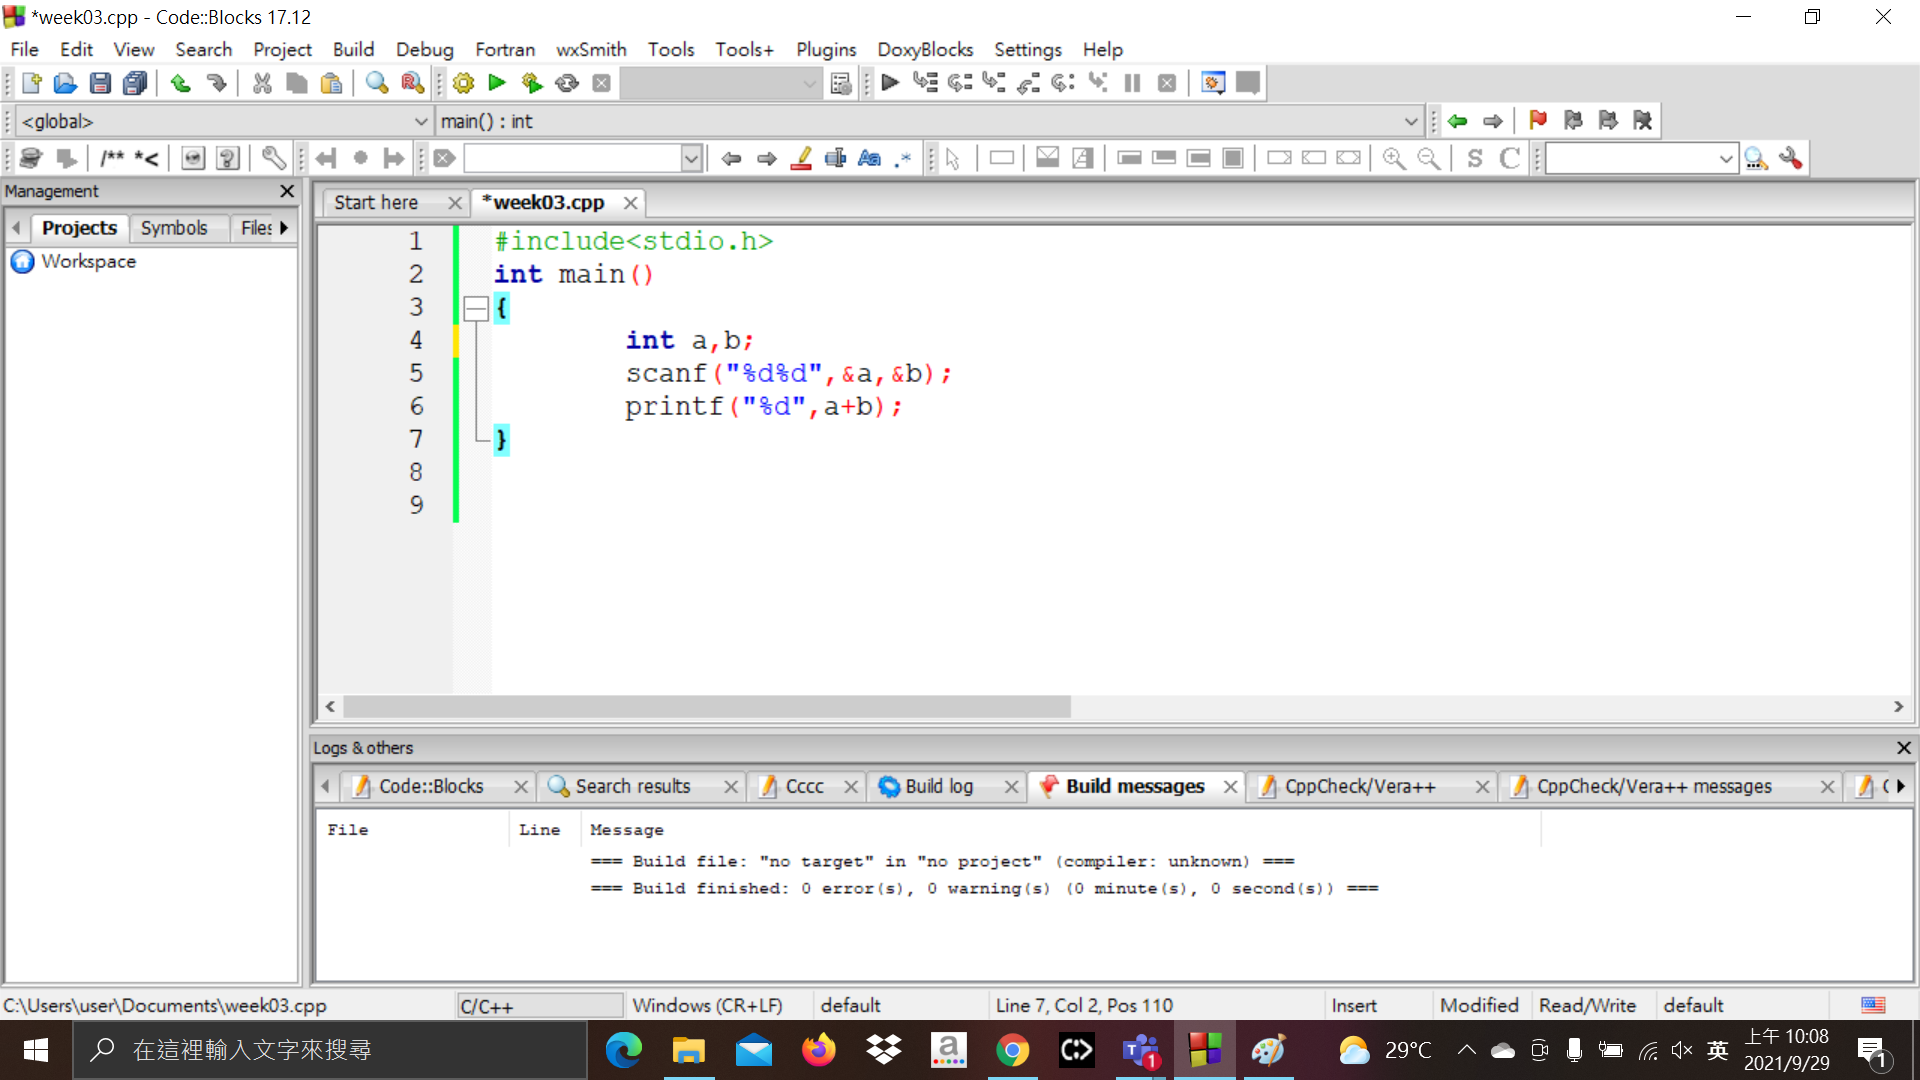 *week03.cpp - Code::Blocks 17.12
File Edit View Search Project Build Debug Fortran wxSmith Tools Tools+ Plugins DoxyBlocks Settings Help
<global> main() : int
/** *<
Management
Projects Symbols Files
Workspace
Start here *week03.cpp
1 #include<stdio.h>
2 int main()
3 {
4 int a,b;
5 scanf("%d%d",&a,&b);
6 printf("%d",a+b);
7 }
8
9
Logs & others
Code::Blocks Search results Cccc Build log Build messages CppCheck/Vera++ CppCheck/Vera++ messages
File Line Message
=== Build file: "no target" in "no project" (compiler: unknown) ===
=== Build finished: 0 error(s), 0 warning(s) (0 minute(s), 0 second(s)) ===
C:\Users\user\Documents\week03.cpp C/C++ Windows (CR+LF) default Line 7, Col 2, Pos 110 Insert Modified Read/Write default
在這裡輸入文字來搜尋
29°C 英 上午 10:08
2021/9/29